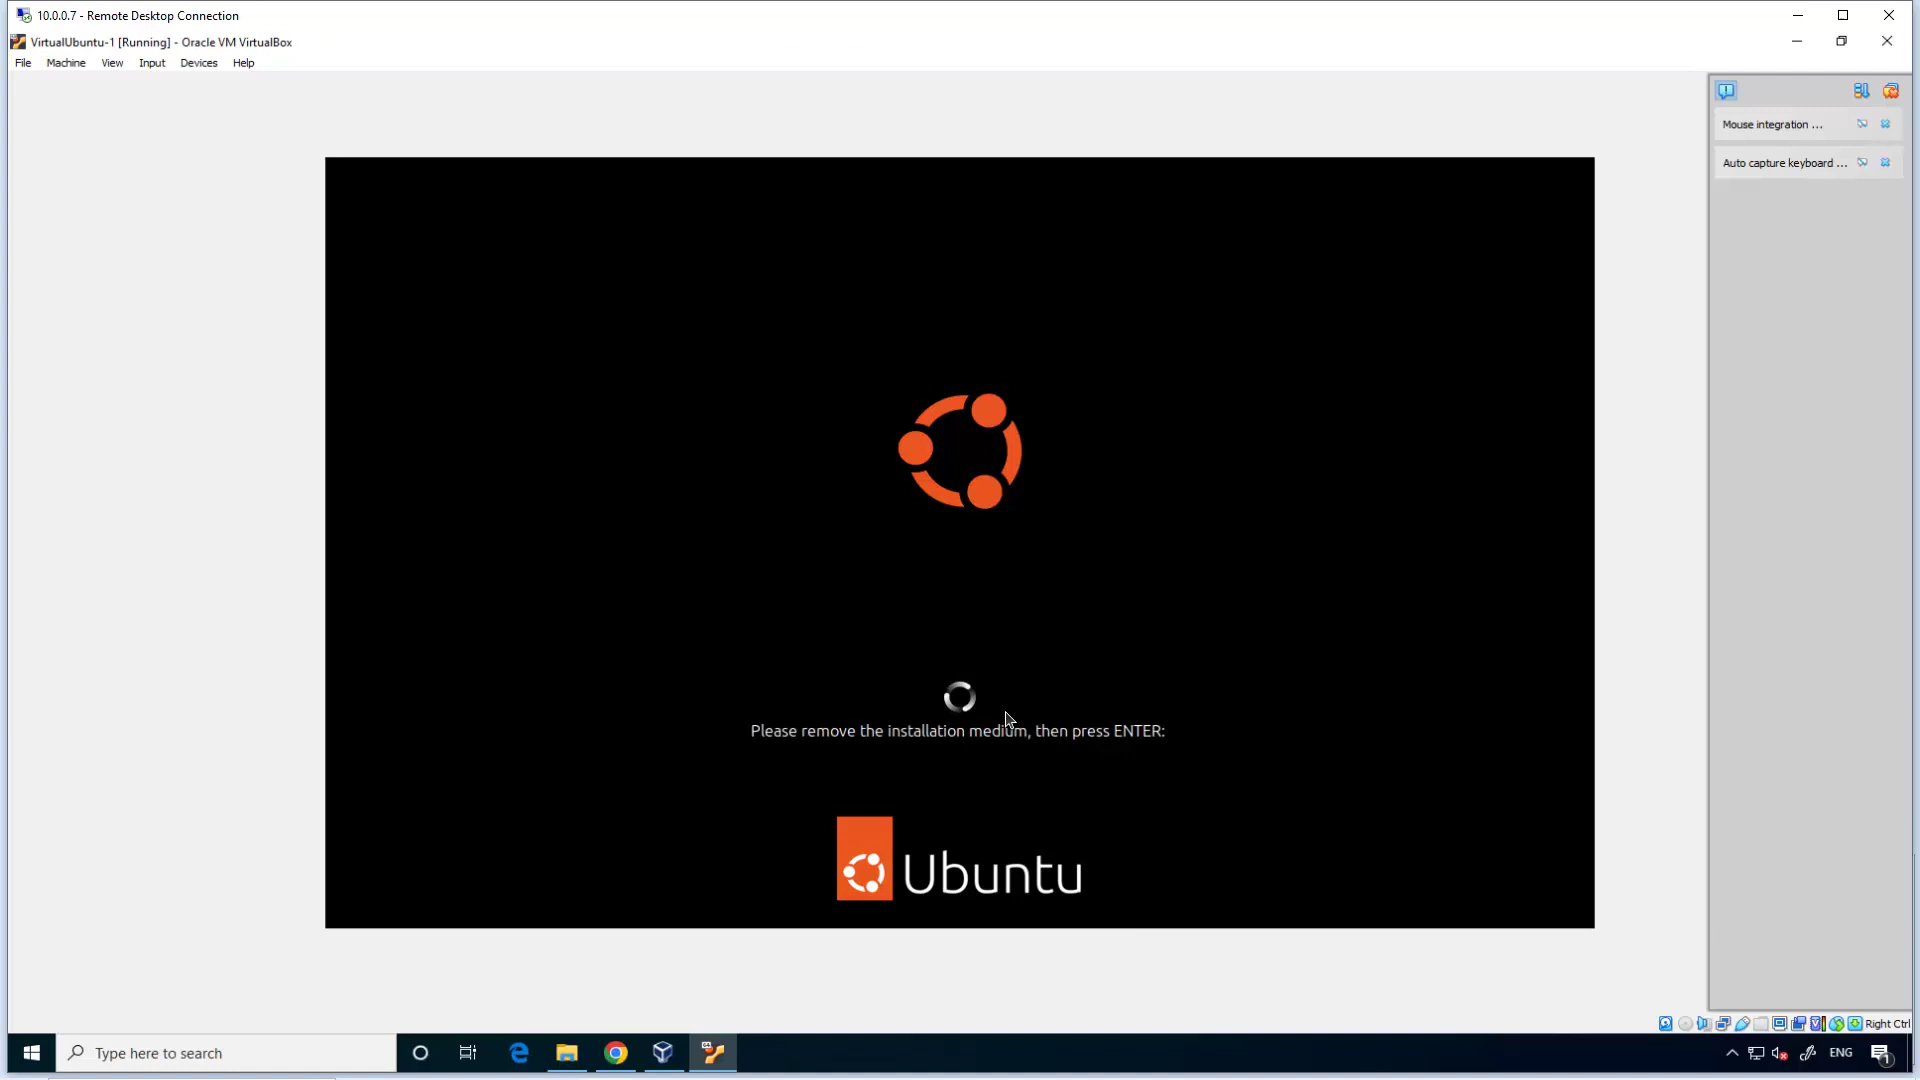 10.0.0.7 - Remote Desktop Connection
VirtualUbuntu-1 [Running] - Oracle VM VirtualBox
File Machine View Input Devices Help
Mouse integration ...
Auto capture keyboard ...
Please remove the installation medium, then press ENTER:
Ubuntu
Right Ctrl
Type here to search
ENG
1